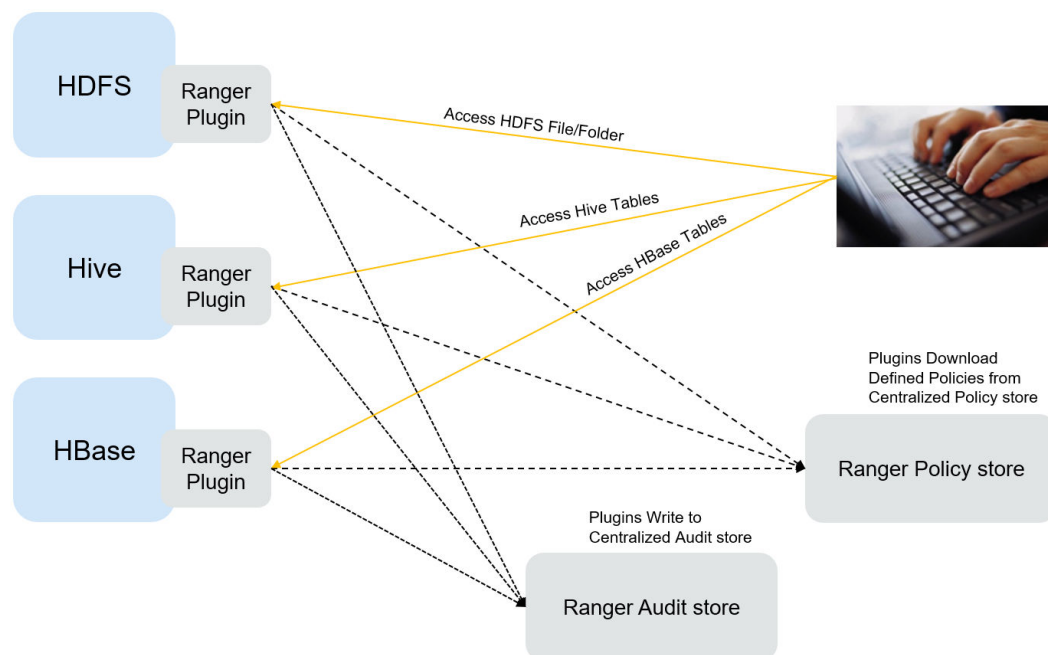 HDFS
Ranger
Plugin
Access HDFS File/Folder
Hive
Ranger
Plugin
Access Hive Tables
Access HBase Tables
HBase
Ranger
Plugin
Plugins Download
Defined Policies from
Centralized Policy store
Ranger Policy store
Plugins Write to
Centralized Audit store
Ranger Audit store